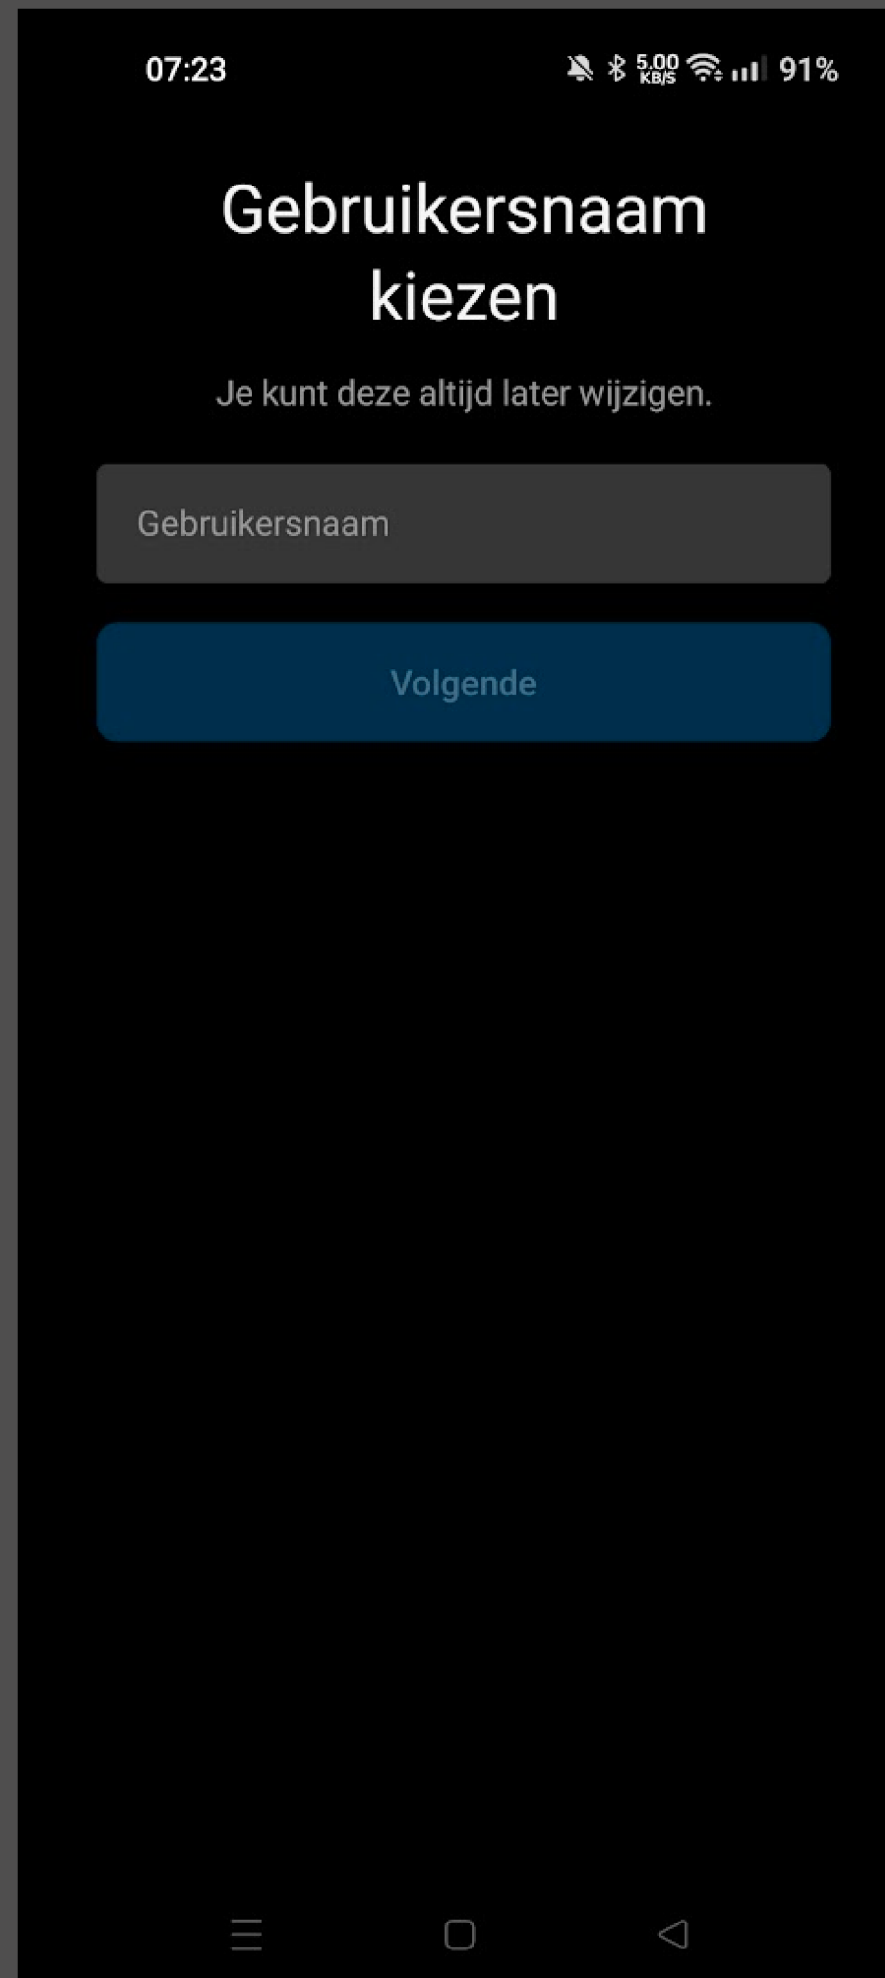 07:23 5.00 KB/S 91%
Gebruikersnaam
kiezen
Je kunt deze altijd later wijzigen.
Gebruikersnaam
Volgende